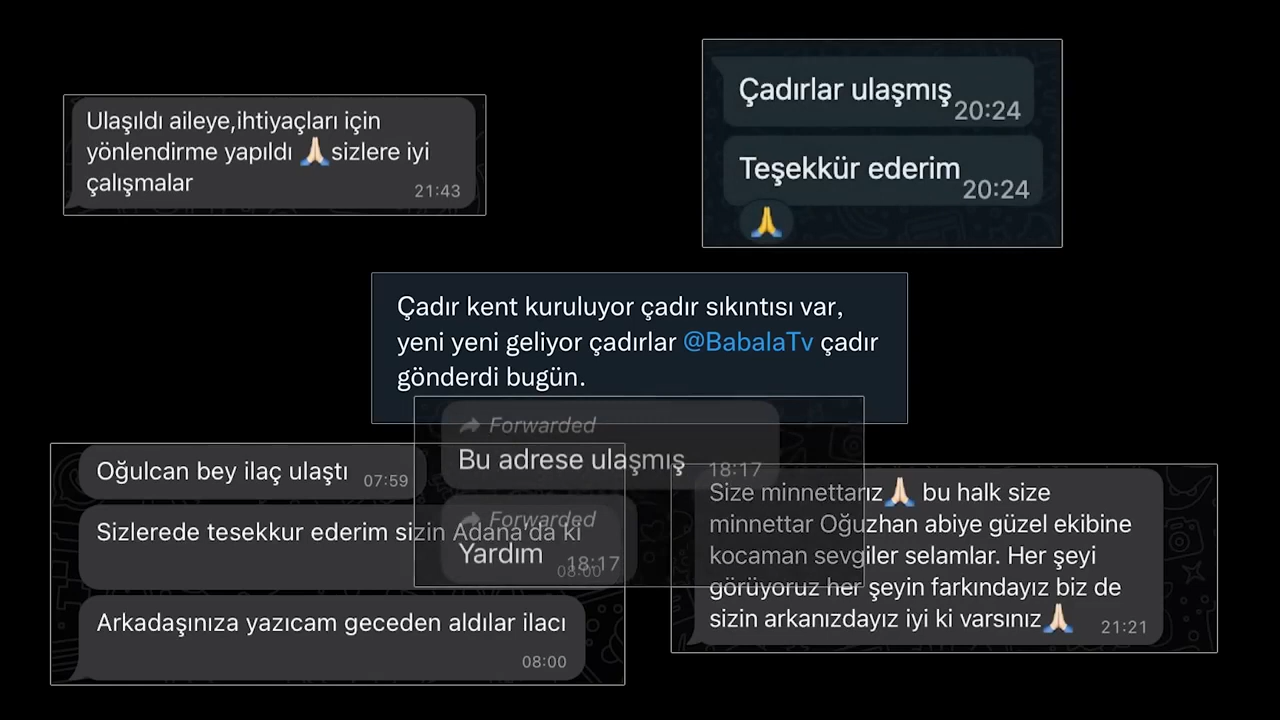 Ulaşıldı aileye,ihtiyaçları için
yönlendirme yapıldı 🙏🏻sizlere iyi
çalışmalar
21:43
Çadırlar ulaşmış
20:24
Teşekkür ederim
20:24
🙏
Çadır kent kuruluyor çadır sıkıntısı var,
yeni yeni geliyor çadırlar @BabalaTv çadır
gönderdi bugün.
Forwarded
Bu adrese ulaşmış
18:17
Forwarded
Yardım
18:17
Oğulcan bey ilaç ulaştı
07:59
Sizlerede tesekkur ederim sizin Adana'da ki
08:00
Arkadaşınıza yazıcam geceden aldılar ilacı
08:00
Size minnettarız🙏🏻 bu halk size
minnettar Oğuzhan abiye güzel ekibine
kocaman sevgiler selamlar. Her şeyi
görüyoruz her şeyin farkındayız biz de
sizin arkanızdayız iyi ki varsınız🙏🏻
21:21